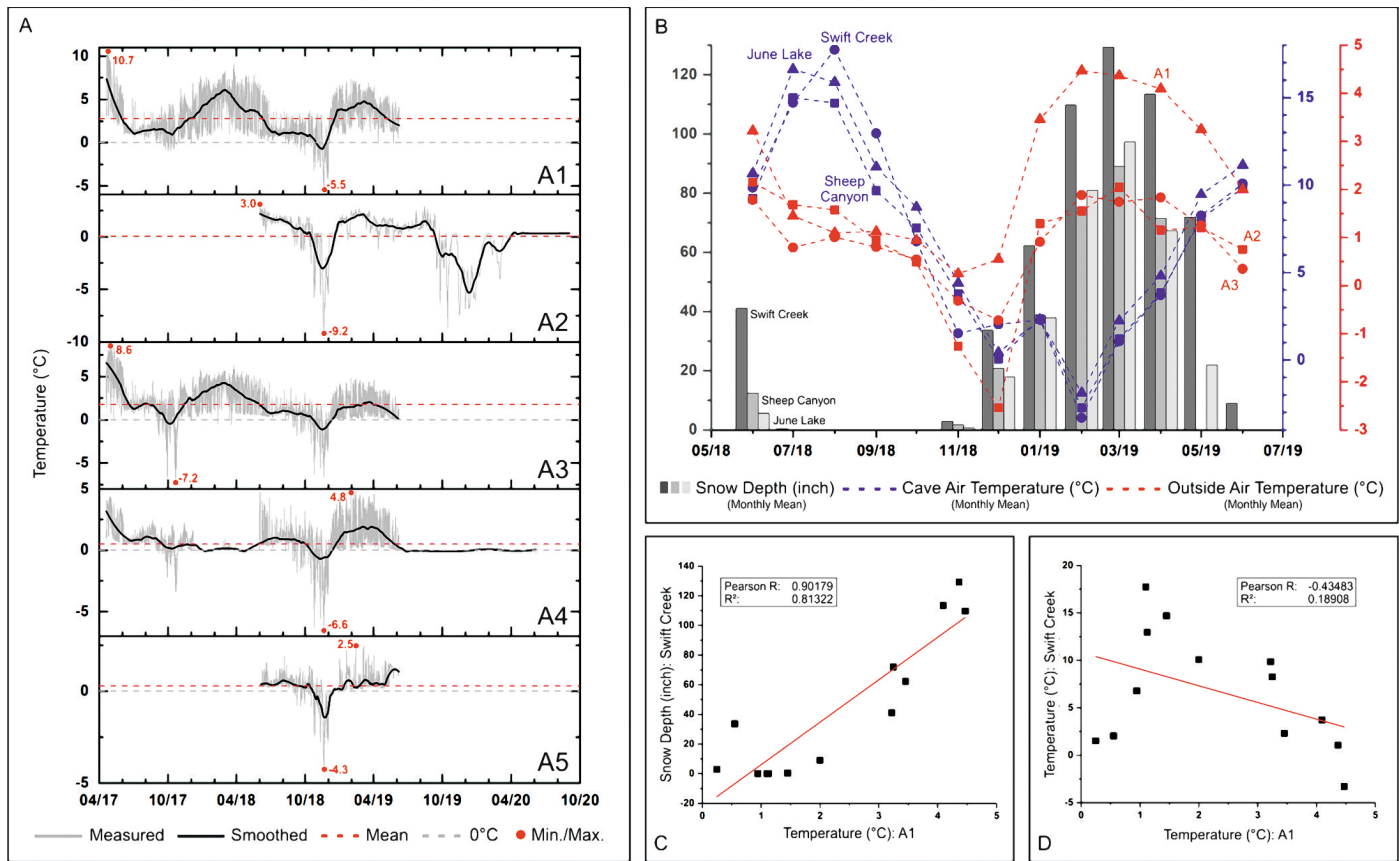 A
10.7
10
5
0
-5
-5.5
A1
3.0
2
0
-5
-9.2
-10
A2
8.6
5
0
-5
-7.2
A3
Temperature (°C)
4.8
5
0
-5
-6.6
A4
2.5
0
-4.3
-5
A5
04/17 10/17 04/18 10/18 04/19 10/19 04/20 10/20
Measured Smoothed Mean 0°C Min./Max.
B
Swift Creek
June Lake
Sheep
Canyon
A1
A2
A3
Swift Creek
Sheep Canyon
June Lake
120
100
80
60
40
20
0
15
10
5
0
5
4
3
2
1
0
-1
-2
-3
05/18 07/18 09/18 11/18 01/19 03/19 05/19 07/19
Snow Depth (inch) Cave Air Temperature (°C) Outside Air Temperature (°C)
(Monthly Mean) (Monthly Mean) (Monthly Mean)
Pearson R: 0.90179
R²: 0.81322
Snow Depth (inch): Swift Creek
140
120
100
80
60
40
20
0
-20
0 1 2 3 4 5
Temperature (°C): A1
C
Pearson R: -0.43483
R²: 0.18908
Temperature (°C): Swift Creek
20
15
10
5
0
-5
0 1 2 3 4 5
Temperature (°C): A1
D